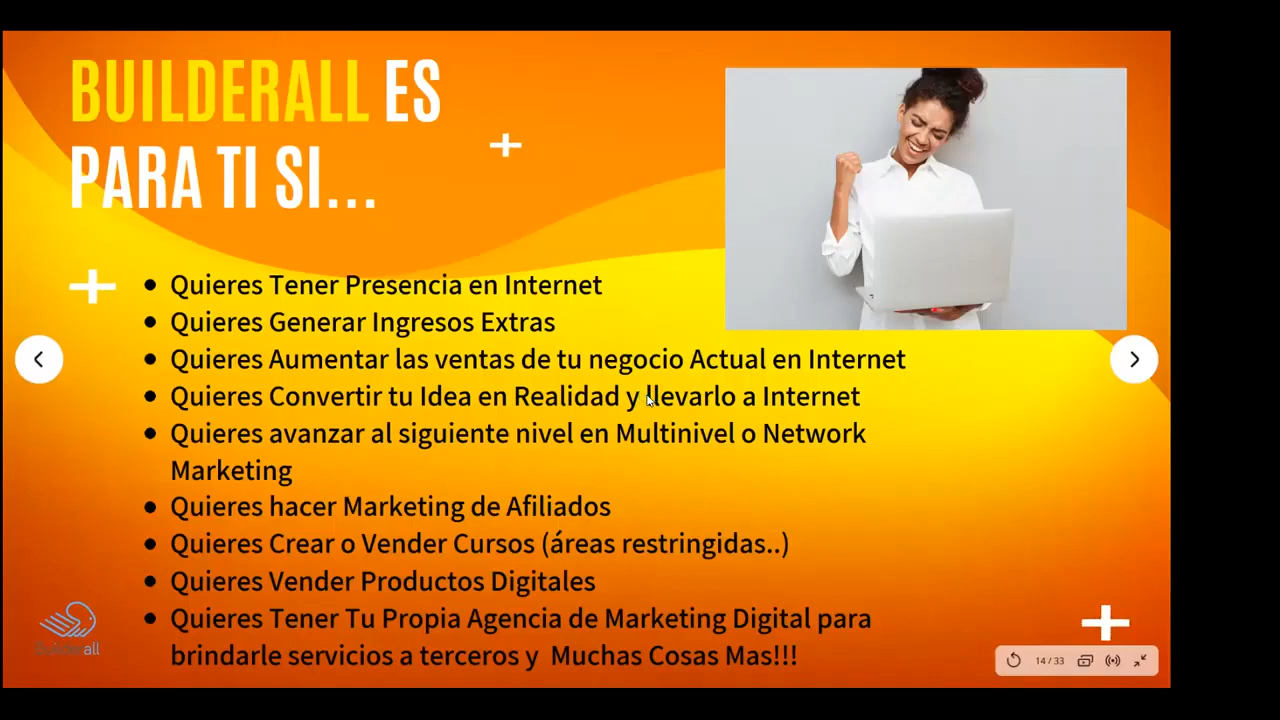 BUILDERALL ES
PARA TI SI...
Quieres Tener Presencia en Internet
Quieres Generar Ingresos Extras
Quieres Aumentar las ventas de tu negocio Actual en Internet
Quieres Convertir tu Idea en Realidad y llevarlo a Internet
Quieres avanzar al siguiente nivel en Multinivel o Network
Marketing
Quieres hacer Marketing de Afiliados
Quieres Crear o Vender Cursos (áreas restringidas..)
Quieres Vender Productos Digitales
Quieres Tener Tu Propia Agencia de Marketing Digital para
brindarle servicios a terceros y  Muchas Cosas Mas!!!
Builderall
14 / 33